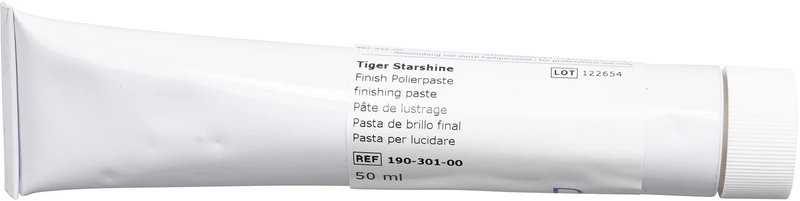 Tiger Starshine
LOT 122654
Finish Polierpaste
finishing paste
Pâte de lustrage
Pasta de brillo final
Pasta per lucidare
REF 190-301-00
50 ml